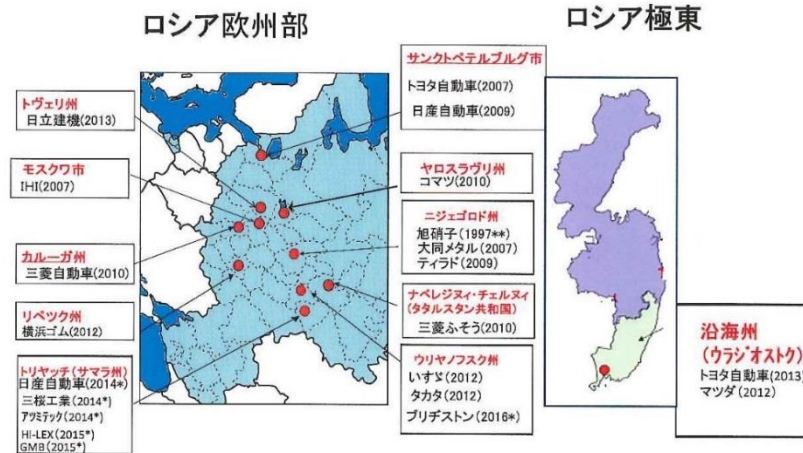 ロシア欧州部
ロシア極東
トヴェリ州
日立建機(2013)
モスクワ市
IHI(2007)
カルーガ州
三菱自動車(2010)
リペツク州
横浜ゴム(2012)
トリヤッチ(サマラ州)
日産自動車(2014*)
三桜工業(2014*)
アツミテック(2014*)
HI-LEX(2015*)
GMB(2015*)
サンクトペテルブルグ市
トヨタ自動車(2007)
日産自動車(2009)
ヤロスラヴリ州
コマツ(2010)
ニジェゴロド州
旭硝子(1997**)
大同メタル(2007)
ティラド(2009)
ナベレジヌィ・チェルヌィ
(タタルスタン共和国)
三菱ふそう(2010)
ウリヤノフスク州
いすゞ(2012)
タカタ(2012)
ブリヂストン(2016*)
沿海州
(ウラジオストク)
トヨタ自動車(2013)
マツダ(2012)